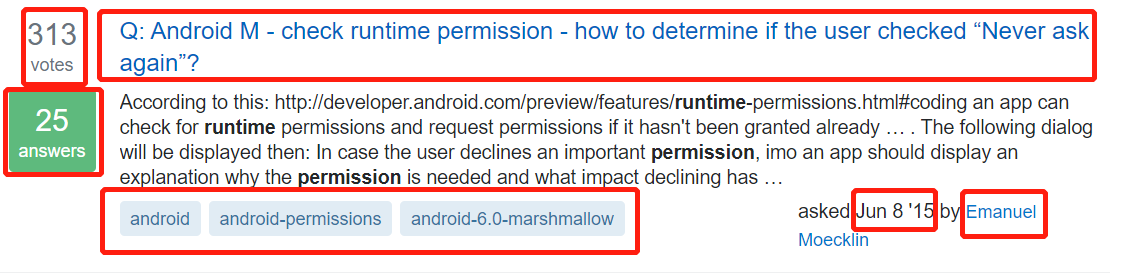 313
votes
Q: Android M - check runtime permission - how to determine if the user checked “Never ask
again”?
25
answers
According to this: http://developer.android.com/preview/features/runtime-permissions.html#coding an app can
check for runtime permissions and request permissions if it hasn't been granted already … . The following dialog
will be displayed then: In case the user declines an important permission, imo an app should display an
explanation why the permission is needed and what impact declining has …
android android-permissions android-6.0-marshmallow
asked Jun 8 '15 by Emanuel
Moecklin